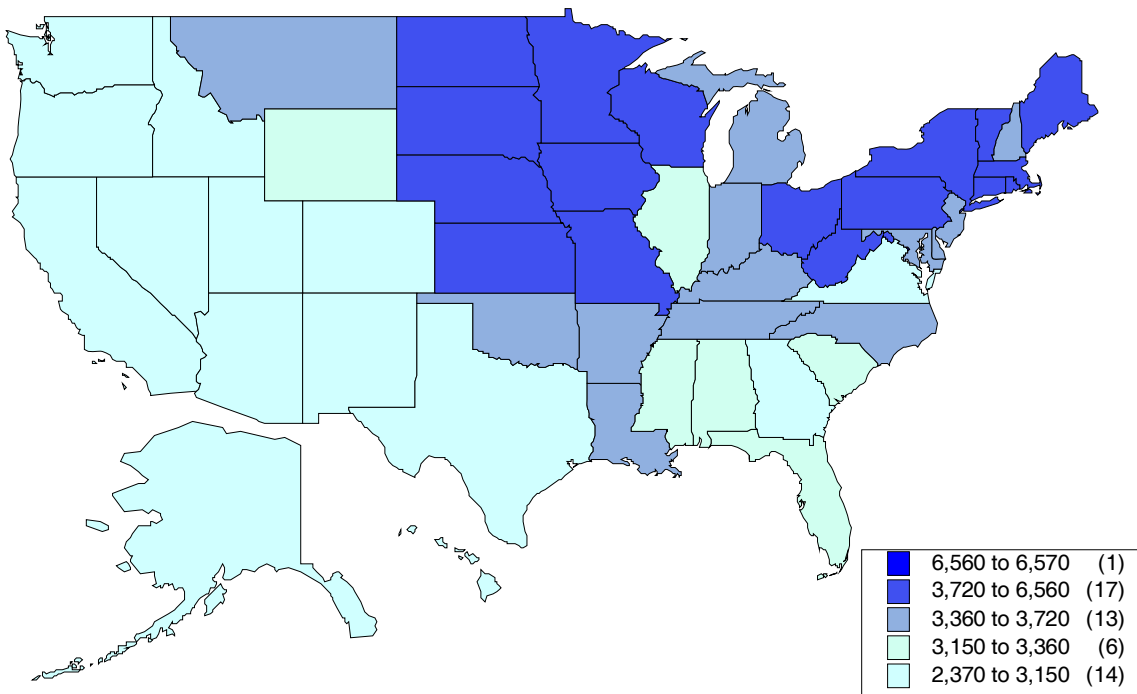 6,560 to 6,570 (1)
3,720 to 6,560 (17)
3,360 to 3,720 (13)
3,150 to 3,360 (6)
2,370 to 3,150 (14)